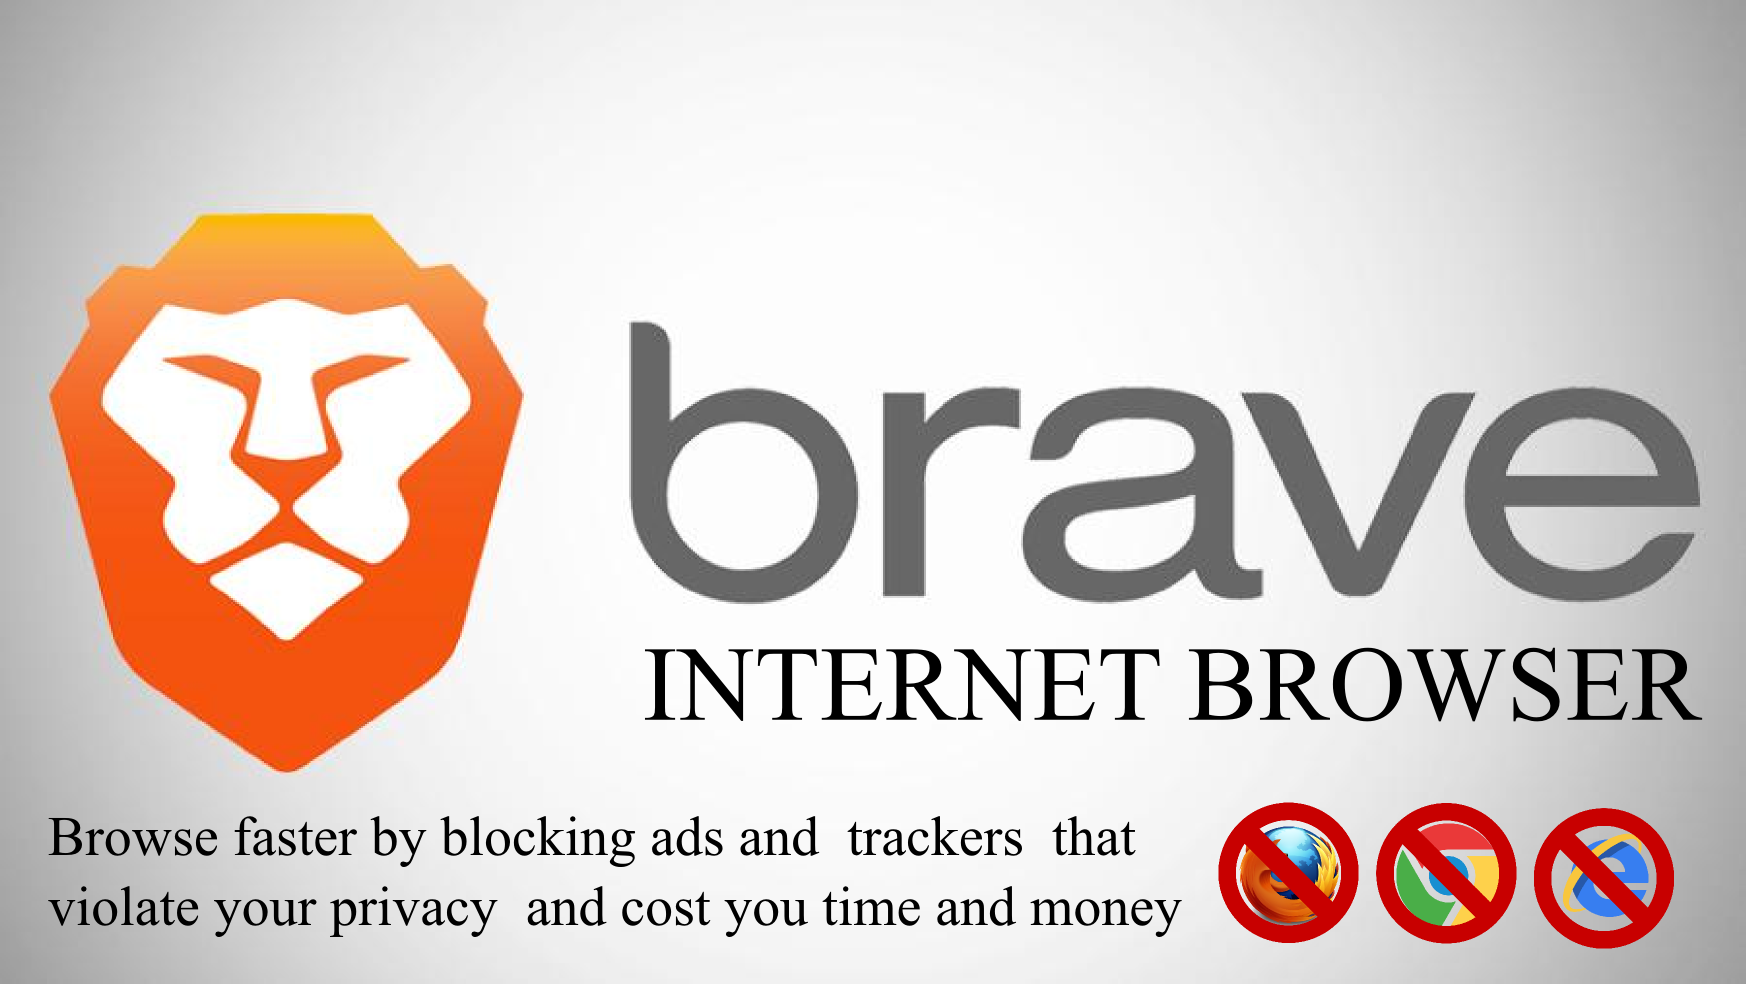 brave
INTERNET BROWSER
Browse faster by blocking ads and  trackers  that
violate your privacy  and cost you time and money